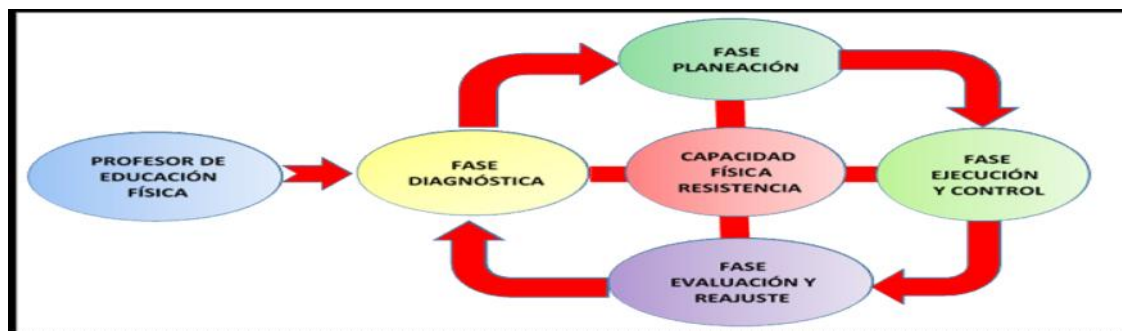 PROFESOR DE
EDUCACIÓN
FÍSICA
FASE
DIAGNÓSTICA
FASE
PLANEACIÓN
CAPACIDAD
FÍSICA
RESISTENCIA
FASE
EJECUCIÓN
Y CONTROL
FASE
EVALUACIÓN Y
REAJUSTE